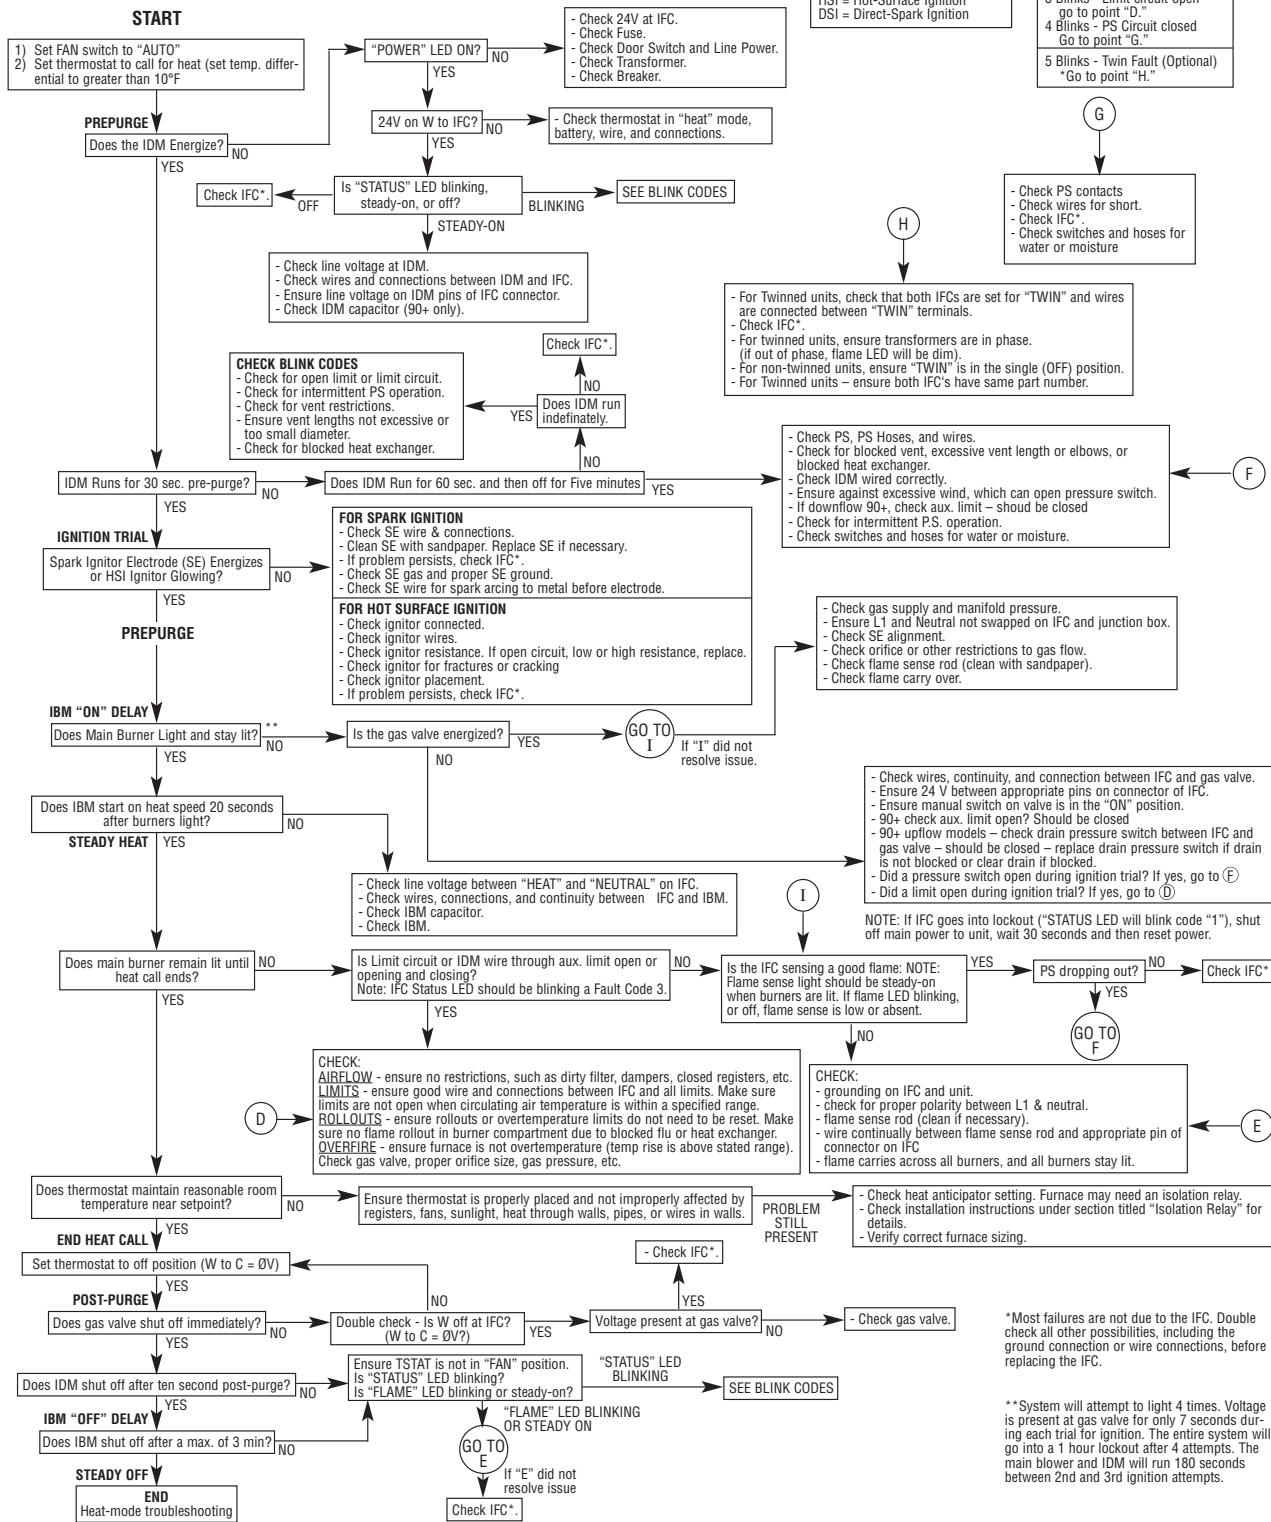 START
1) Set FAN switch to “AUTO”
2) Set thermostat to call for heat (set temp. differ-
ential to greater than 10°F
“POWER” LED ON?
NO
YES
- Check 24V at IFC.
- Check Fuse.
- Check Door Switch and Line Power.
- Check Transformer.
- Check Breaker.
HSI = Hot-Surface Ignition
DSI = Direct-Spark Ignition
3 Blinks - Limit circuit open
go to point “D.”
4 Blinks - PS Circuit closed
Go to point “G.”
5 Blinks - Twin Fault (Optional)
*Go to point “H.”
PREPURGE
Does the IDM Energize?
NO
YES
24V on W to IFC?
NO
YES
- Check thermostat in “heat” mode,
battery, wire, and connections.
G
Check IFC*.
OFF
Is “STATUS” LED blinking,
steady-on, or off?
BLINKING
STEADY-ON
SEE BLINK CODES
- Check PS contacts
- Check wires for short.
- Check IFC*.
- Check switches and hoses for
water or moisture
H
- Check line voltage at IDM.
- Check wires and connections between IDM and IFC.
- Ensure line voltage on IDM pins of IFC connector.
- Check IDM capacitor (90+ only).
- For Twinned units, check that both IFCs are set for “TWIN” and wires
are connected between “TWIN” terminals.
- Check IFC*.
- For twinned units, ensure transformers are in phase.
(if out of phase, flame LED will be dim).
- For non-twinned units, ensure “TWIN” is in the single (OFF) position.
- For Twinned units – ensure both IFC's have same part number.
Check IFC*.
NO
CHECK BLINK CODES
- Check for open limit or limit circuit.
- Check for intermittent PS operation.
- Check for vent restrictions.
- Ensure vent lengths not excessive or
too small diameter.
- Check for blocked heat exchanger.
YES
Does IDM run
indefinately.
NO
IDM Runs for 30 sec. pre-purge?
NO
YES
Does IDM Run for 60 sec. and then off for Five minutes
YES
- Check PS, PS Hoses, and wires.
- Check for blocked vent, excessive vent length or elbows, or
blocked heat exchanger.
- Check IDM wired correctly.
- Ensure against excessive wind, which can open pressure switch.
- If downflow 90+, check aux. limit – shoud be closed
- Check for intermittent P.S. operation.
- Check switches and hoses for water or moisture.
F
IGNITION TRIAL
Spark Ignitor Electrode (SE) Energizes
or HSI Ignitor Glowing?
NO
YES
FOR SPARK IGNITION
- Check SE wire & connections.
- Clean SE with sandpaper. Replace SE if necessary.
- If problem persists, check IFC*.
- Check SE gas and proper SE ground.
- Check SE wire for spark arcing to metal before electrode.
FOR HOT SURFACE IGNITION
- Check ignitor connected.
- Check ignitor wires.
- Check ignitor resistance. If open circuit, low or high resistance, replace.
- Check ignitor for fractures or cracking
- Check ignitor placement.
- If problem persists, check IFC*.
PREPURGE
- Check gas supply and manifold pressure.
- Ensure L1 and Neutral not swapped on IFC and junction box.
- Check SE alignment.
- Check orifice or other restrictions to gas flow.
- Check flame sense rod (clean with sandpaper).
- Check flame carry over.
IBM “ON” DELAY
Does Main Burner Light and stay lit?
**
NO
YES
Is the gas valve energized?
YES
NO
GO TO
I
If “I” did not
resolve issue.
Does IBM start on heat speed 20 seconds
after burners light?
NO
STEADY HEAT
YES
- Check wires, continuity, and connection between IFC and gas valve.
- Ensure 24 V between appropriate pins on connector of IFC.
- Ensure manual switch on valve is in the “ON” position.
- 90+ check aux. limit open? Should be closed
- 90+ upflow models – check drain pressure switch between IFC and
gas valve – should be closed – replace drain pressure switch if drain
is not blocked or clear drain if blocked.
- Did a pressure switch open during ignition trial? If yes, go to F
- Did a limit open during ignition trial? If yes, go to D
- Check line voltage between “HEAT” and “NEUTRAL” on IFC.
- Check wires, connections, and continuity between IFC and IBM.
- Check IBM capacitor.
- Check IBM.
I
NOTE: If IFC goes into lockout (“STATUS LED will blink code “1”), shut
off main power to unit, wait 30 seconds and then reset power.
Does main burner remain lit until
heat call ends?
NO
YES
Is Limit circuit or IDM wire through aux. limit open or
opening and closing?
Note: IFC Status LED should be blinking a Fault Code 3.
NO
YES
Is the IFC sensing a good flame: NOTE:
Flame sense light should be steady-on
when burners are lit. If flame LED blinking,
or off, flame sense is low or absent.
YES
NO
PS dropping out?
NO
YES
Check IFC*
GO TO
F
D
CHECK:
AIRFLOW - ensure no restrictions, such as dirty filter, dampers, closed registers, etc.
LIMITS - ensure good wire and connections between IFC and all limits. Make sure
limits are not open when circulating air temperature is within a specified range.
ROLLOUTS - ensure rollouts or overtemperature limits do not need to be reset. Make
sure no flame rollout in burner compartment due to blocked flu or heat exchanger.
OVERFIRE - ensure furnace is not overtemperature (temp rise is above stated range).
Check gas valve, proper orifice size, gas pressure, etc.
CHECK:
- grounding on IFC and unit.
- check for proper polarity between L1 & neutral.
- flame sense rod (clean if necessary).
- wire continually between flame sense rod and appropriate pin of
connector on IFC
- flame carries across all burners, and all burners stay lit.
E
Does thermostat maintain reasonable room
temperature near setpoint?
NO
YES
Ensure thermostat is properly placed and not improperly affected by
registers, fans, sunlight, heat through walls, pipes, or wires in walls.
PROBLEM
STILL
PRESENT
- Check heat anticipator setting. Furnace may need an isolation relay.
- Check installation instructions under section titled “Isolation Relay” for
details.
- Verify correct furnace sizing.
END HEAT CALL
Set thermostat to off position (W to C = ØV)
YES
NO
- Check IFC*.
YES
POST-PURGE
Does gas valve shut off immediately?
NO
YES
Double check - Is W off at IFC?
(W to C = ØV?)
YES
Voltage present at gas valve?
NO
- Check gas valve.
*Most failures are not due to the IFC. Double
check all other possibilities, including the
ground connection or wire connections, before
replacing the IFC.
Does IDM shut off after ten second post-purge?
NO
YES
Ensure TSTAT is not in “FAN” position.
Is “STATUS” LED blinking?
Is “FLAME” LED blinking or steady-on?
“STATUS” LED
BLINKING
SEE BLINK CODES
“FLAME” LED BLINKING
OR STEADY ON
IBM “OFF” DELAY
Does IBM shut off after a max. of 3 min?
NO
GO TO
E
If “E” did not
resolve issue
Check IFC*.
STEADY OFF
END
Heat-mode troubleshooting
**System will attempt to light 4 times. Voltage
is present at gas valve for only 7 seconds dur-
ing each trial for ignition. The entire system will
go into a 1 hour lockout after 4 attempts. The
main blower and IDM will run 180 seconds
between 2nd and 3rd ignition attempts.